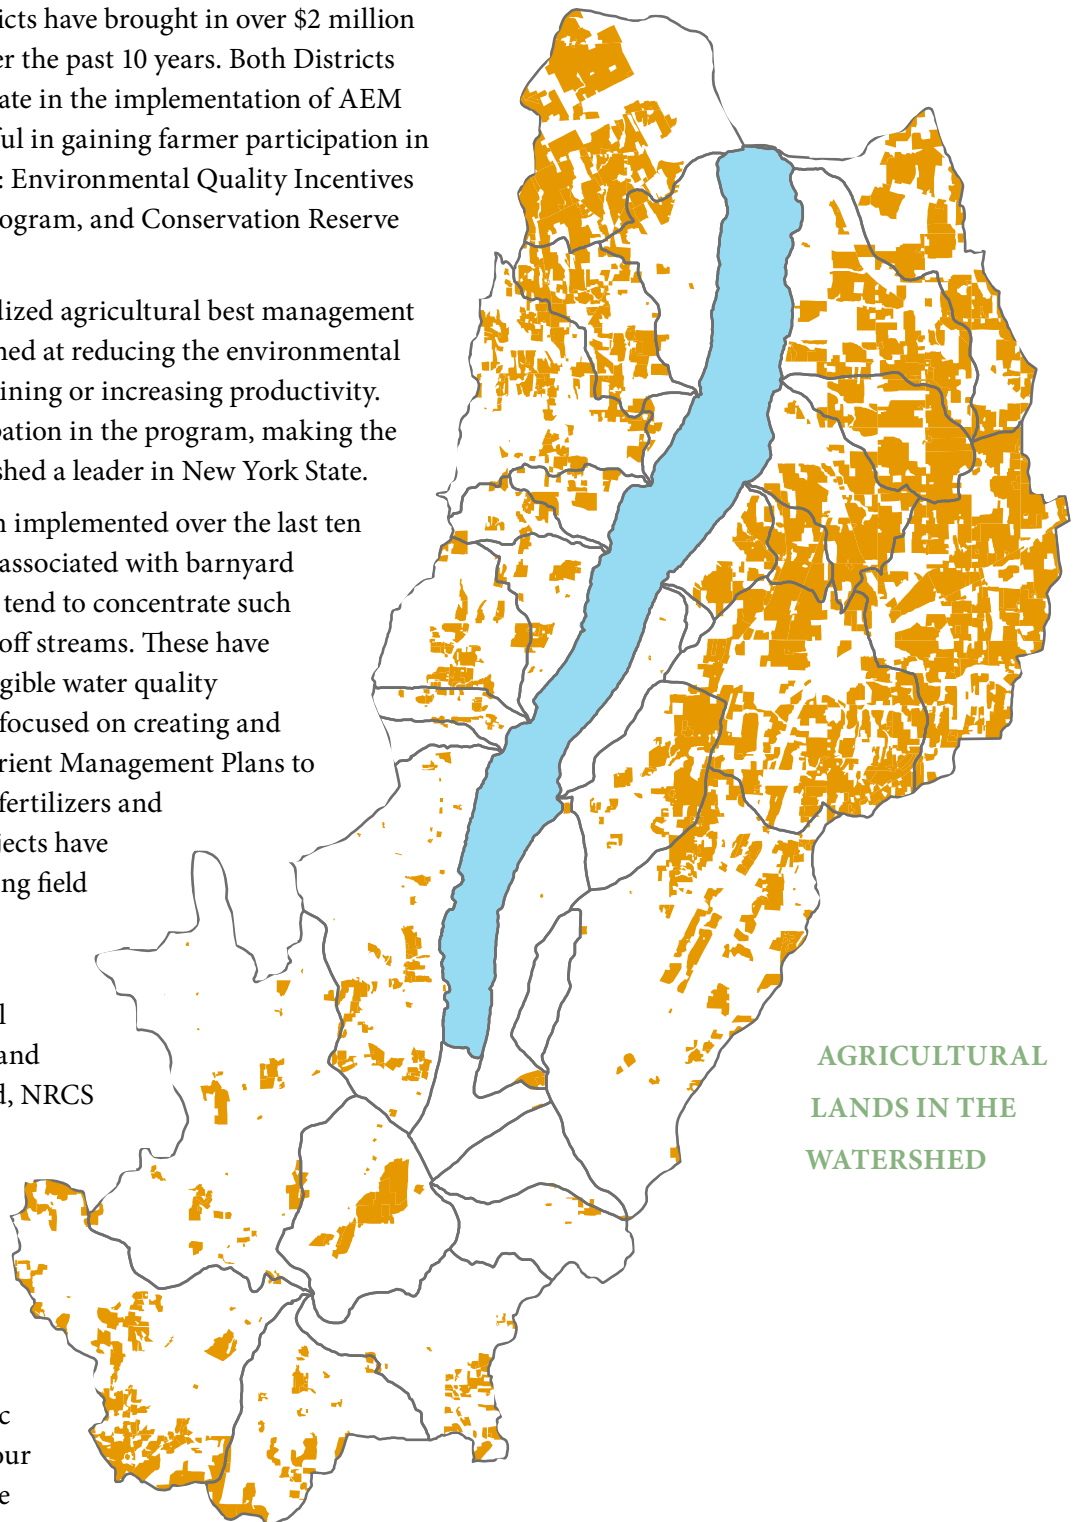 icts have brought in over $2 million
er the past 10 years. Both Districts
ate in the implementation of AEM
ful in gaining farmer participation in
: Environmental Quality Incentives
ogram, and Conservation Reserve
dized agricultural best management
ned at reducing the environmental
ining or increasing productivity.
pation in the program, making the
shed a leader in New York State.
n implemented over the last ten
associated with barnyard
tend to concentrate such
off streams. These have
gible water quality
focused on creating and
rient Management Plans to
fertilizers and
jects have
ng field
l
and
d, NRCS
AGRICULTURAL
LANDS IN THE
WATERSHED
c
our
e